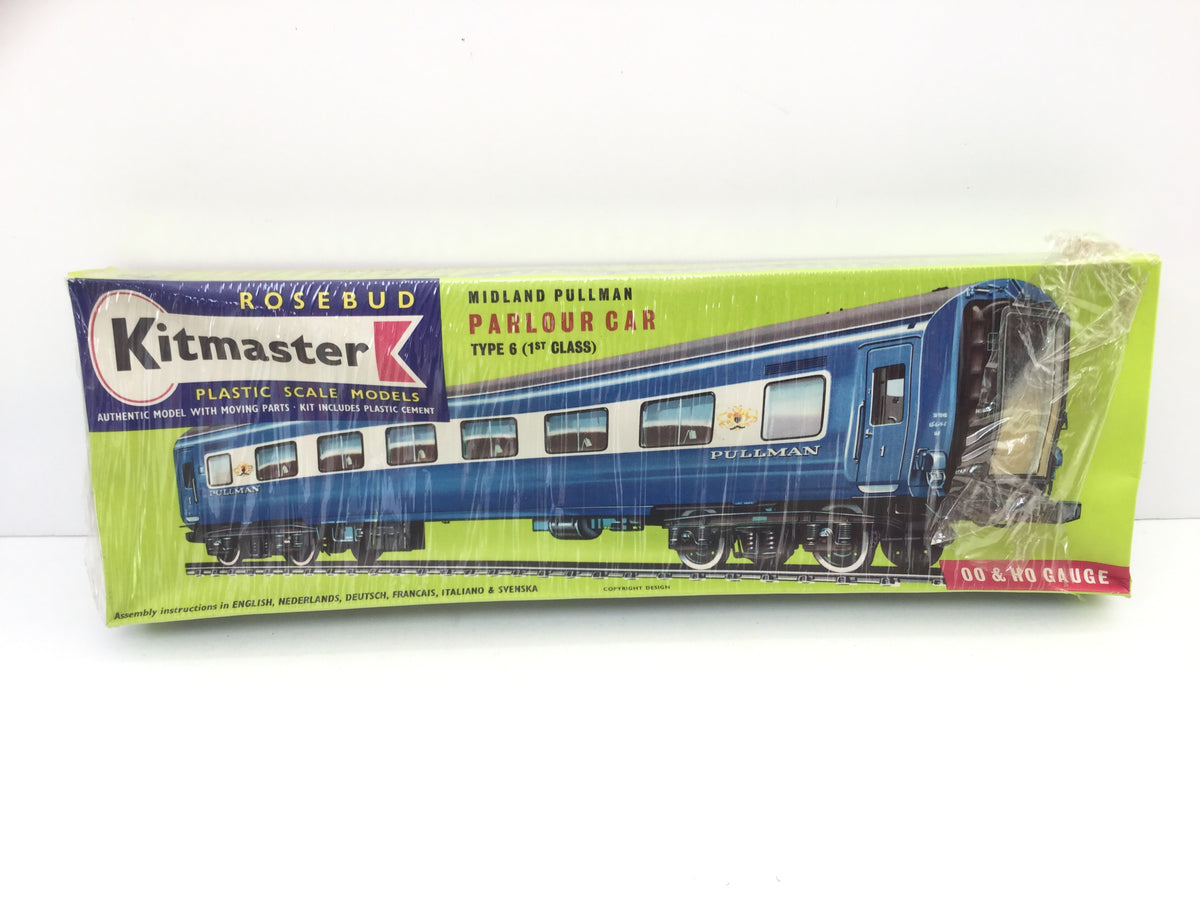 ROSEBUD
Kitmaster
PLASTIC SCALE MODELS
AUTHENTIC MODEL WITH MOVING PARTS · KIT INCLUDES PLASTIC CEMENT
MIDLAND PULLMAN
PARLOUR CAR
TYPE 6 (1ST CLASS)
PULLMAN
1
PULLMAN
1
OO & HO GAUGE
Assembly instructions in ENGLISH, NEDERLANDS, DEUTSCH, FRANCAIS, ITALIANO & SVENSKA
COPYRIGHT DESIGN